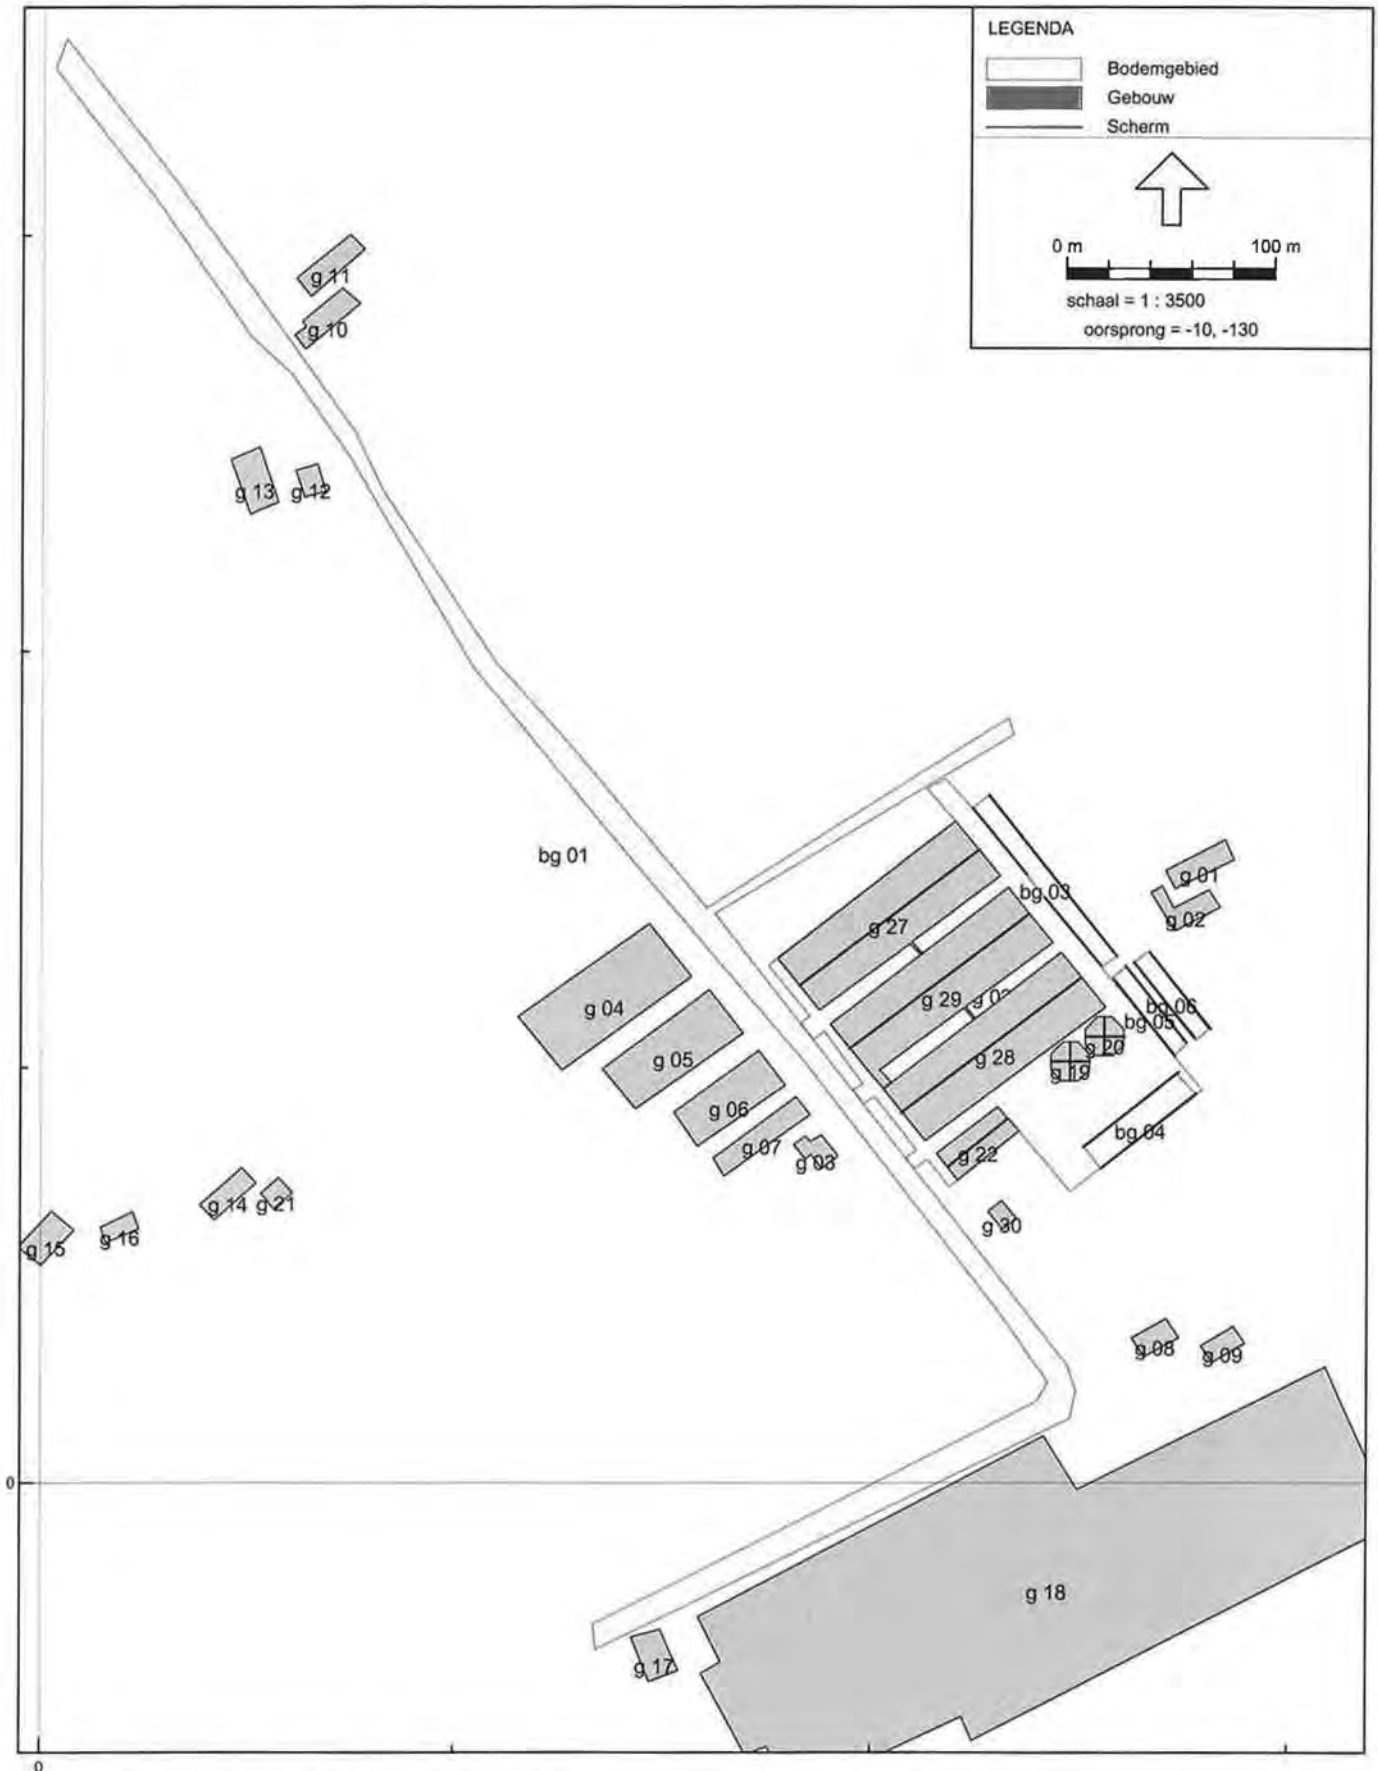 LEGENDA
Bodemgebied
Gebouw
Scherm
0 m 100 m
schaal = 1 : 3500
oorsprong = -10, -130
g 11
g 10
g 13 g 12
bg 01
bg 03
g 01
g 02
g 27
g 04
g 29
bg 06
bg 05
g 05
g 28
g 20
g 19
g 06
bg 04
g 07
g 03
g 22
g 14 g 21
g 16
g 15
g 30
g 08
g 09
0
g 18
g 17
0